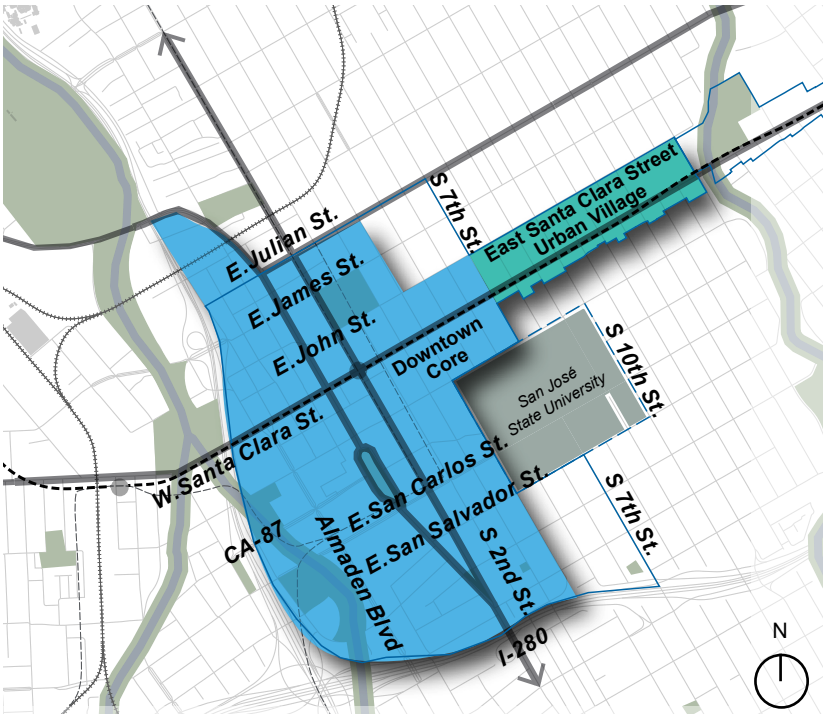 S 7th St.
East Santa Clara Street
Urban Village
E.Julian St.
E.James St.
E.John St.
Downtown
Core
S 10th St.
San José
State University
W.Santa Clara St.
E.San Carlos St.
E.San Salvador St.
S 7th St.
CA-87
Almaden Blvd
S 2nd St.
I-280
N